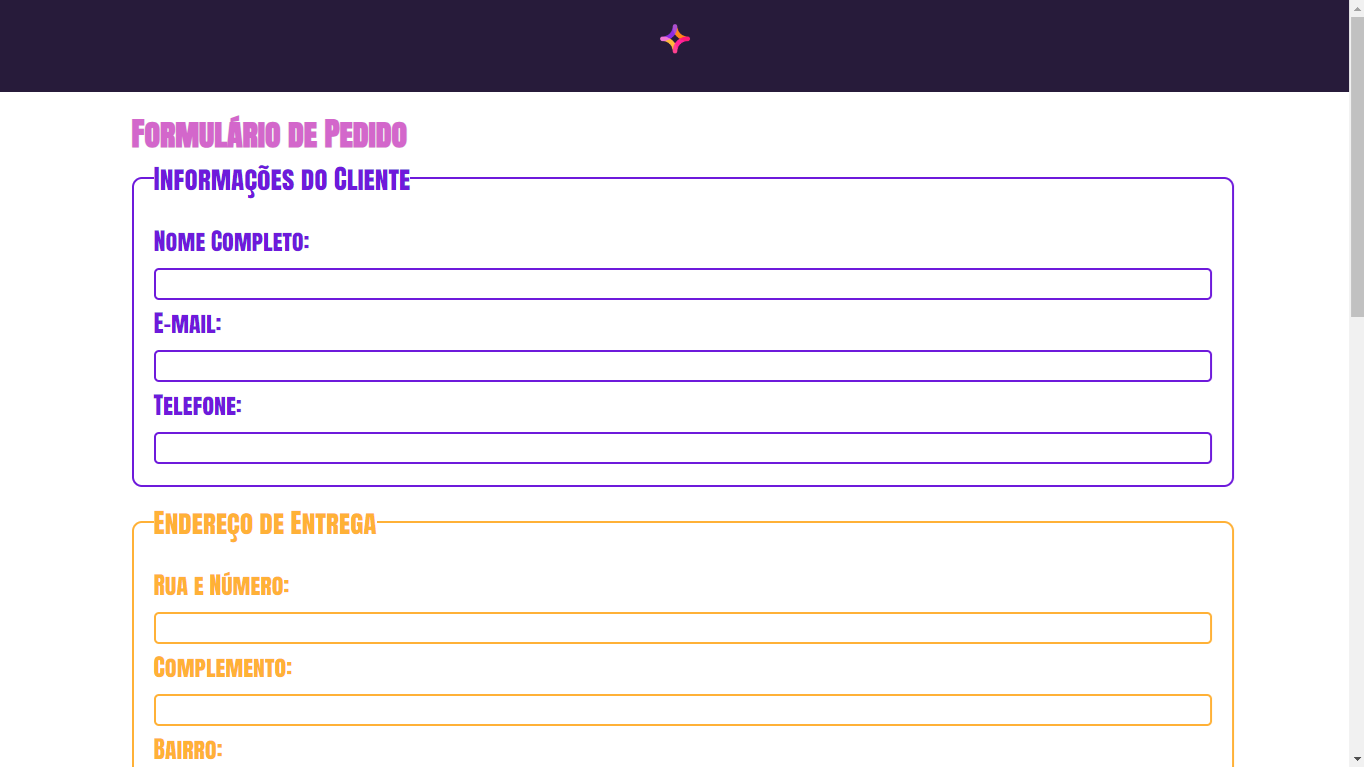 Formulário de Pedido
Informações do Cliente
Nome Completo:
E-mail:
Telefone:
Endereço de Entrega
Rua e Número:
Complemento:
Bairro: